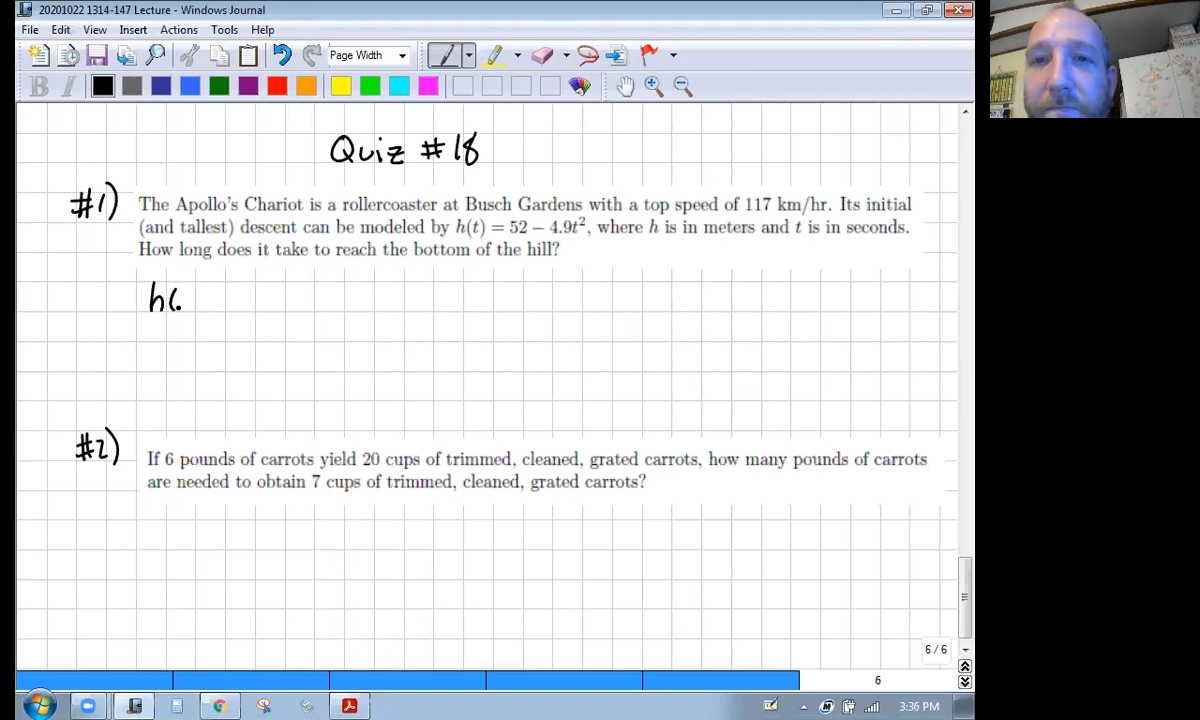 20201022 1314-147 Lecture - Windows Journal
File Edit View Insert Actions Tools Help
Page Width
B I
Quiz #18
#1) The Apollo's Chariot is a rollercoaster at Busch Gardens with a top speed of 117 km/hr. Its initial
(and tallest) descent can be modeled by h(t) = 52 − 4.9t², where h is in meters and t is in seconds.
How long does it take to reach the bottom of the hill?
h(
#2) If 6 pounds of carrots yield 20 cups of trimmed, cleaned, grated carrots, how many pounds of carrots
are needed to obtain 7 cups of trimmed, cleaned, grated carrots?
6 / 6
6
3:36 PM